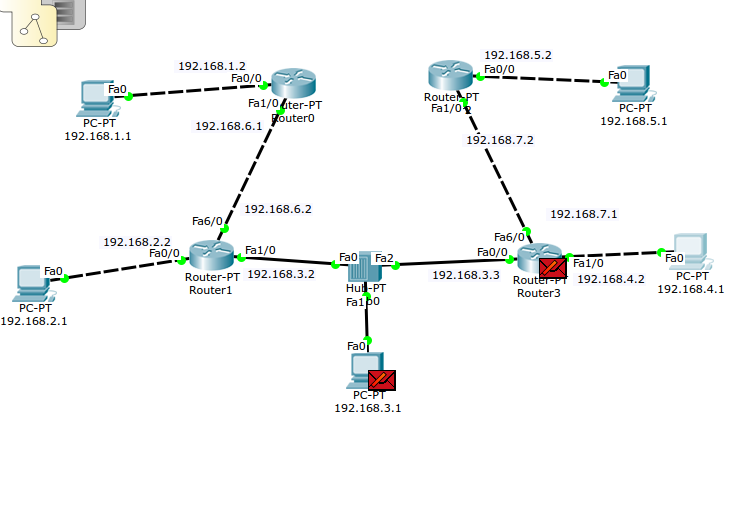 192.168.1.2
Fa0/0
Fa0
Fa1/0
Router-PT
Router0
PC-PT
192.168.1.1
192.168.6.1
192.168.5.2
Fa0/0
Fa0
Router-PT
Fa1/0
PC-PT
192.168.5.1
192.168.7.2
192.168.6.2
Fa6/0
192.168.7.1
Fa6/0
192.168.2.2
Fa0/0
Fa1/0
Router-PT
Router1
192.168.3.2
Fa0
Fa2
Hub-PT
Fa1
192.168.3.3
Fa0/0
Fa1/0
Router-PT
Router3
192.168.4.2
Fa0
PC-PT
192.168.4.1
Fa0
PC-PT
192.168.2.1
Fa0
PC-PT
192.168.3.1